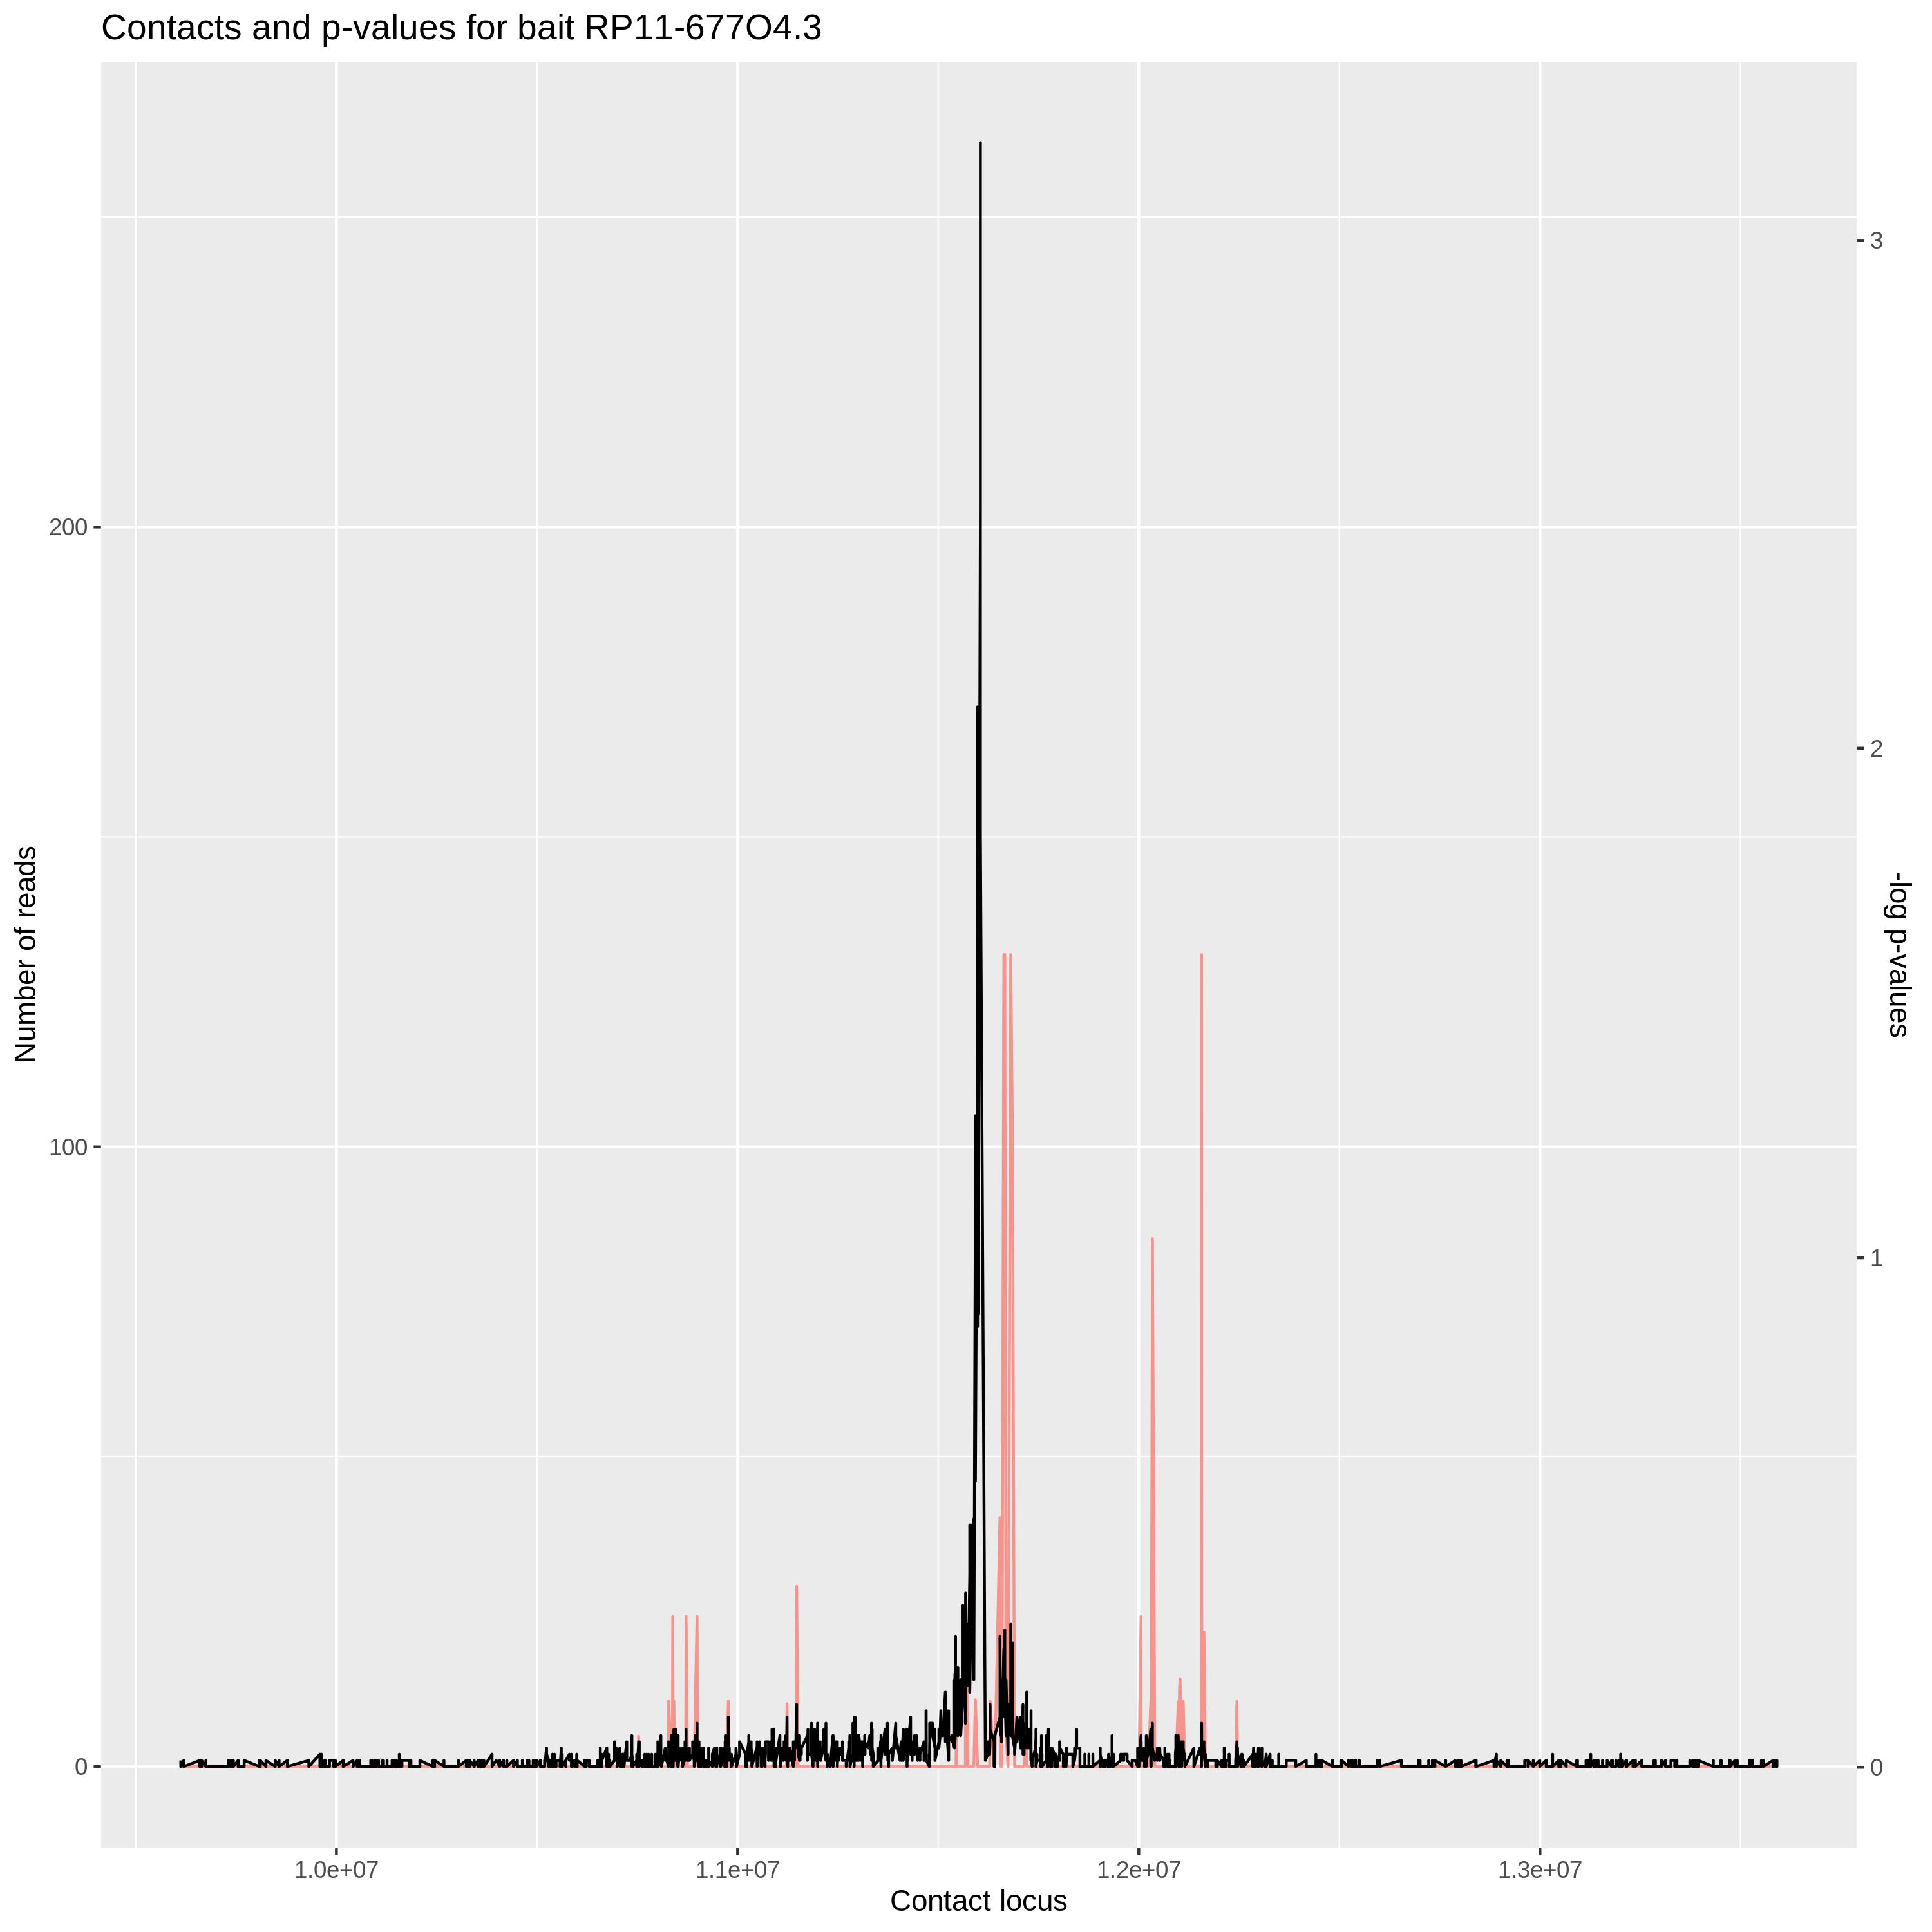 Contacts and p-values for bait RP11-677O4.3
Number of reads
200
100
0
3
2
1
0
-log p-values
1.0e+07
1.1e+07
1.2e+07
1.3e+07
Contact locus